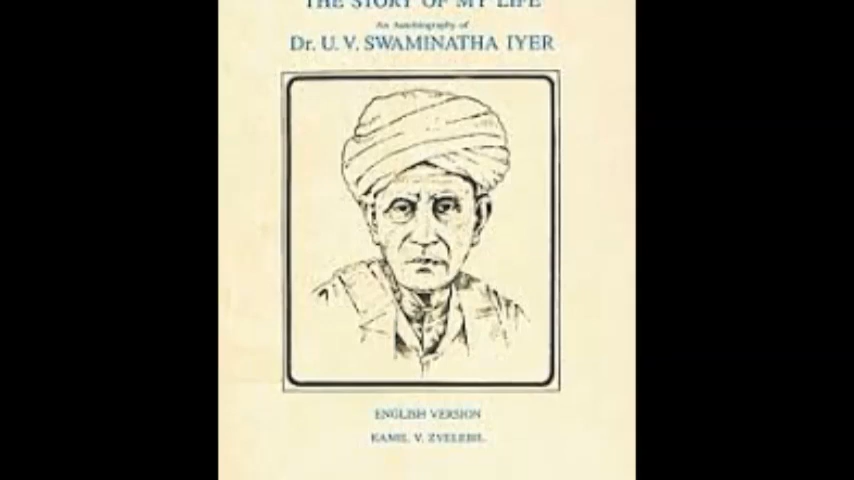 THE STORY OF MY LIFE
An Autobiography of
Dr. U. V. SWAMINATHA IYER
ENGLISH VERSION
KAMIL V. ZVELEBIL